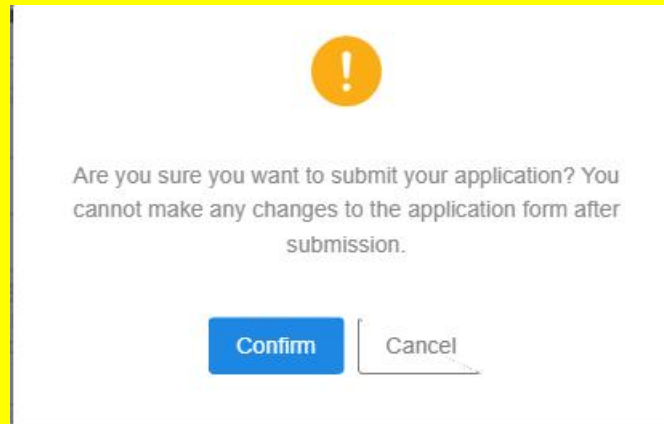 Are you sure you want to submit your application? You
cannot make any changes to the application form after
submission.
Confirm
Cancel